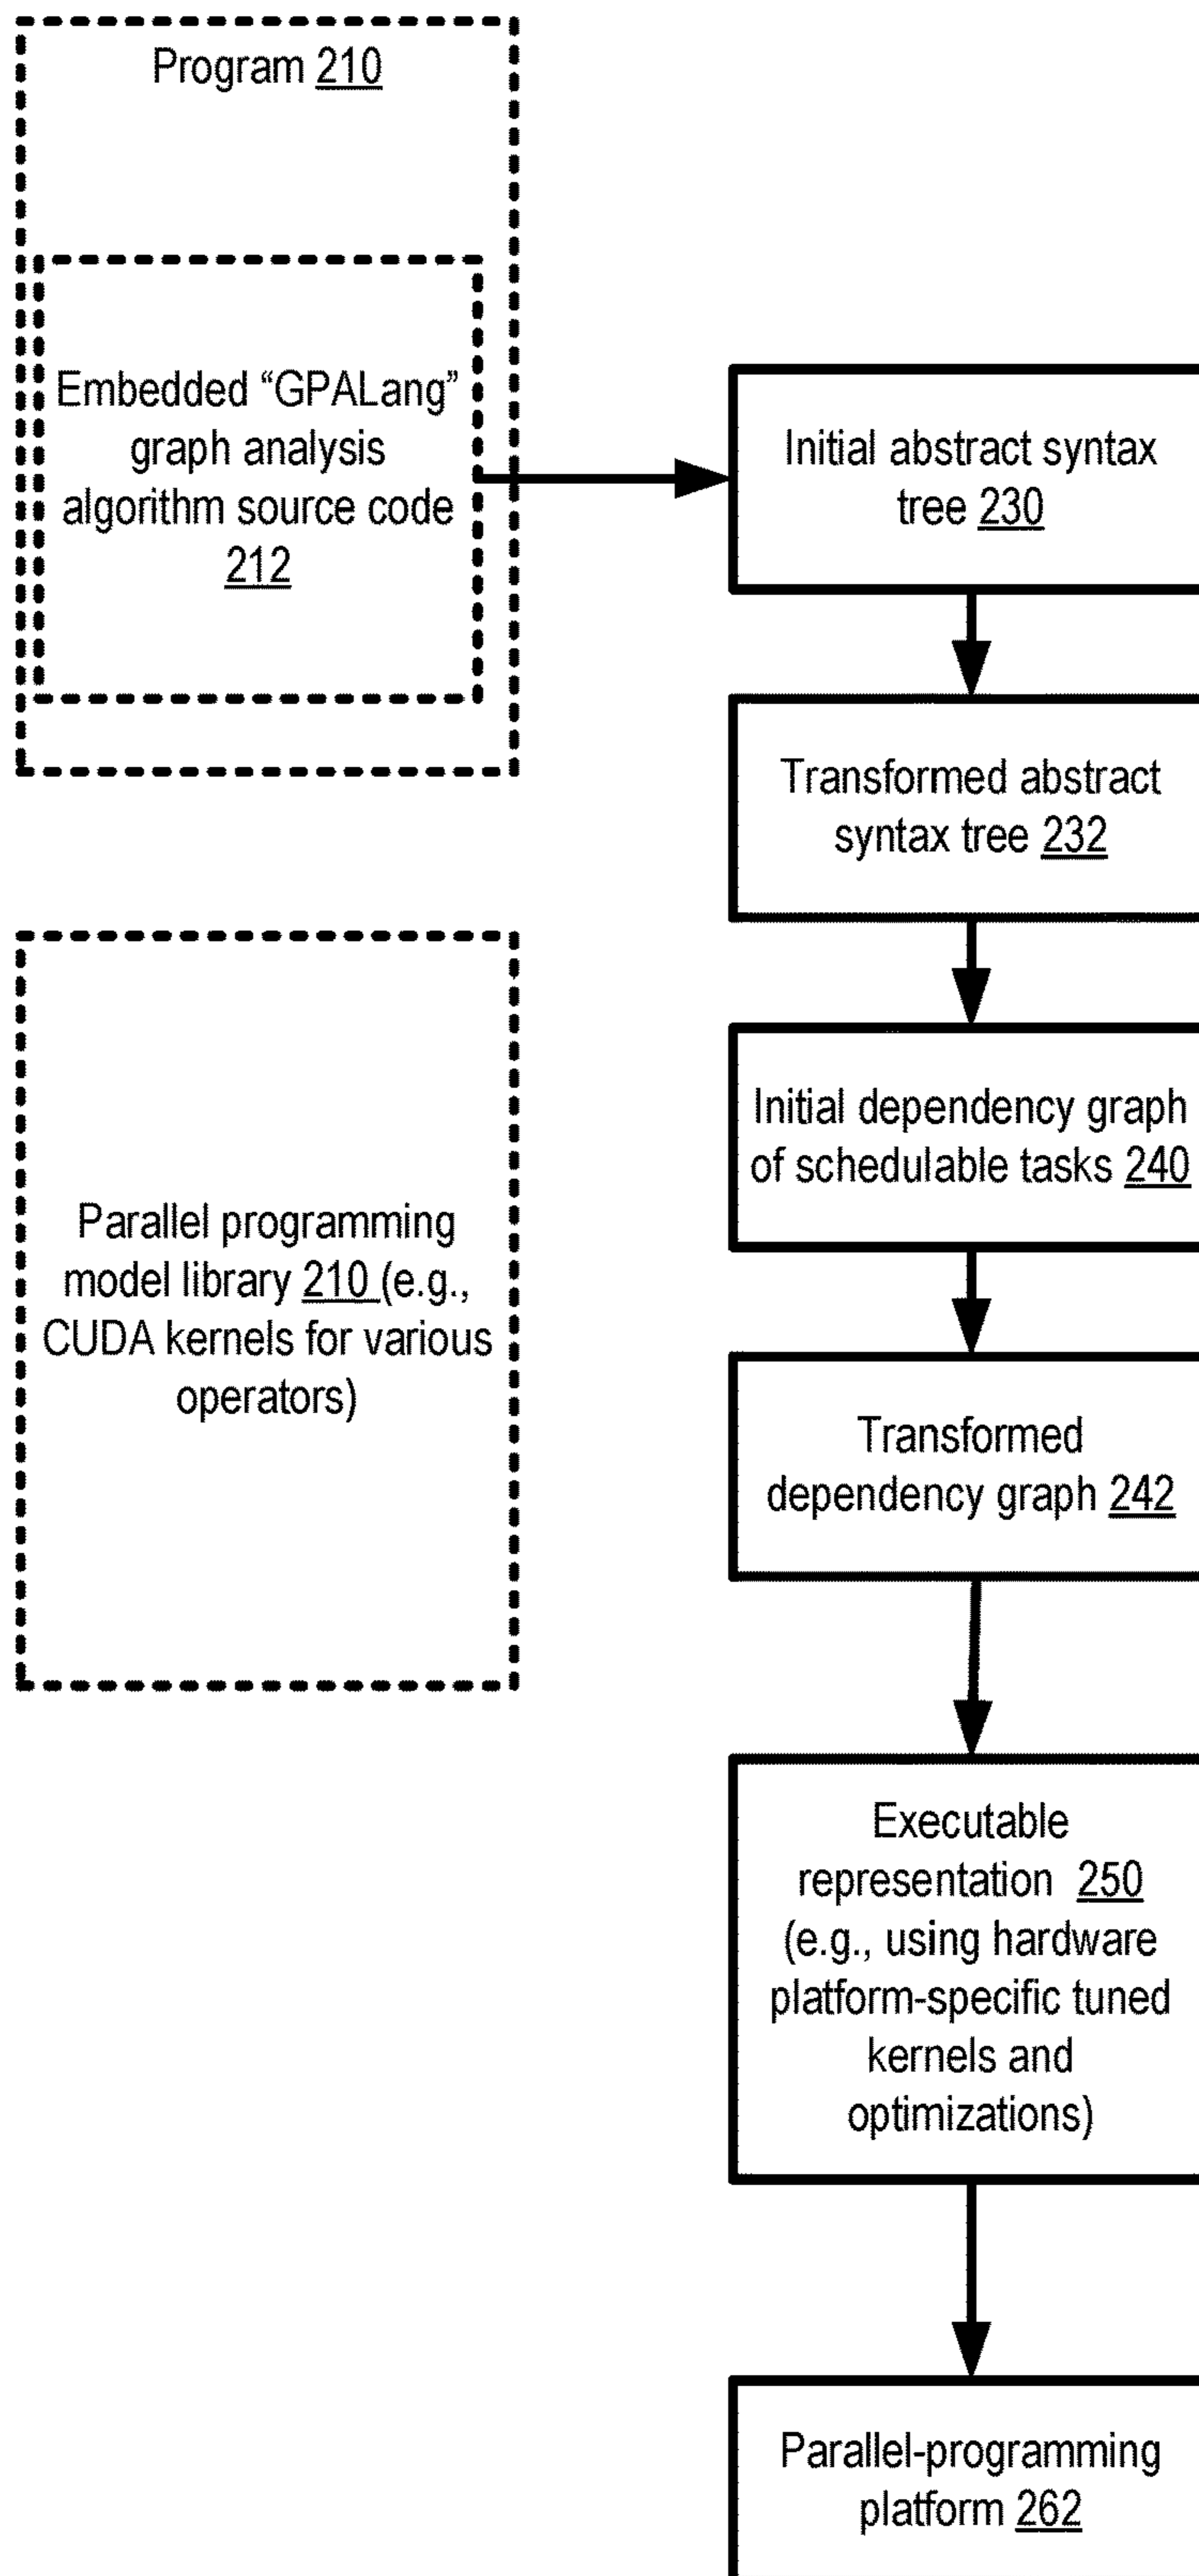 Program 210
Embedded “GPALang”
graph analysis
algorithm source code
212
Initial abstract syntax
tree 230
Transformed abstract
syntax tree 232
Parallel programming
model library 210 (e.g.,
CUDA kernels for various
operators)
Initial dependency graph
of schedulable tasks 240
Transformed
dependency graph 242
Executable
representation 250
(e.g., using hardware
platform-specific tuned
kernels and
optimizations)
Parallel-programming
platform 262